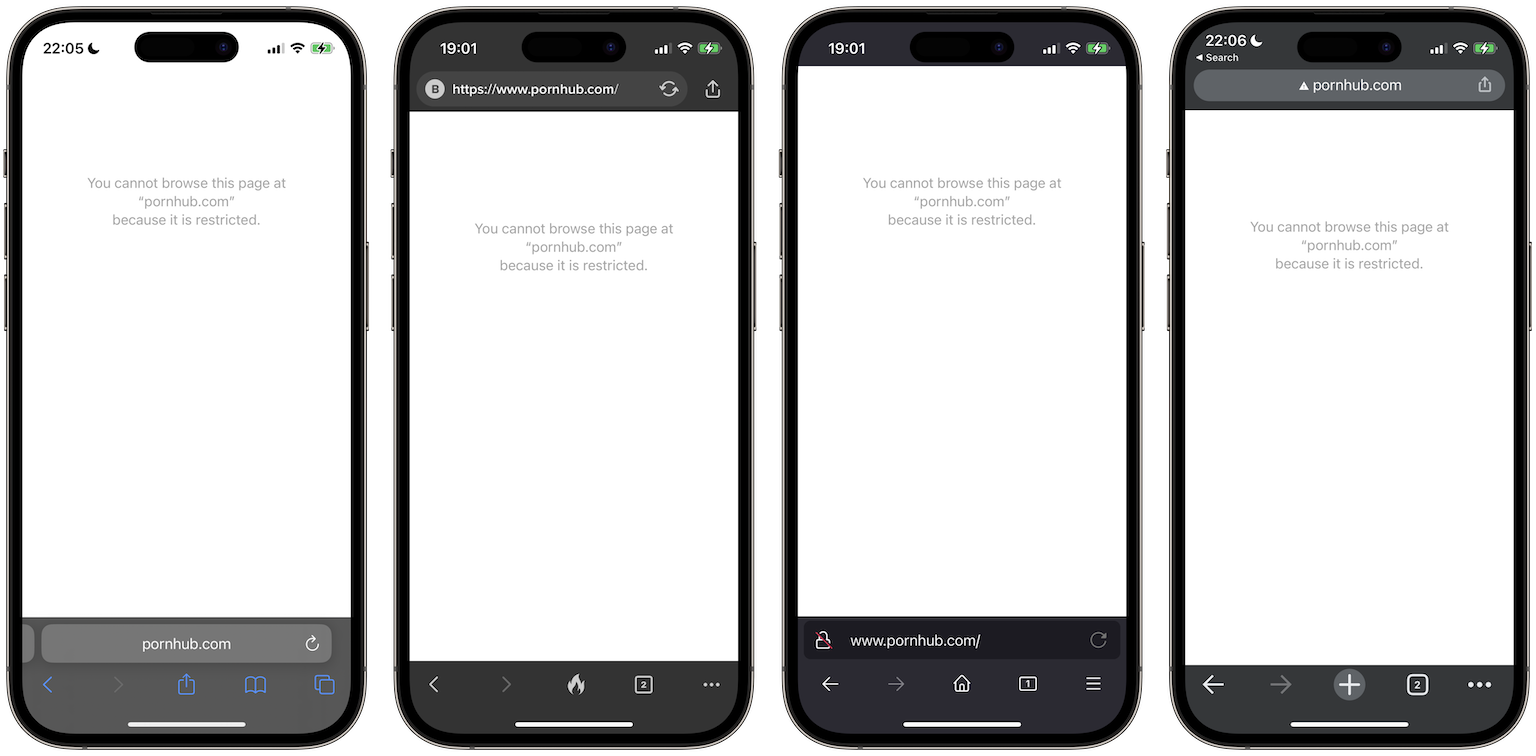 22:05
You cannot browse this page at
“pornhub.com”
because it is restricted.
pornhub.com
19:01
B https://www.pornhub.com/
You cannot browse this page at
“pornhub.com”
because it is restricted.
2
19:01
You cannot browse this page at
“pornhub.com”
because it is restricted.
www.pornhub.com/
1
22:06
Search
pornhub.com
You cannot browse this page at
“pornhub.com”
because it is restricted.
2